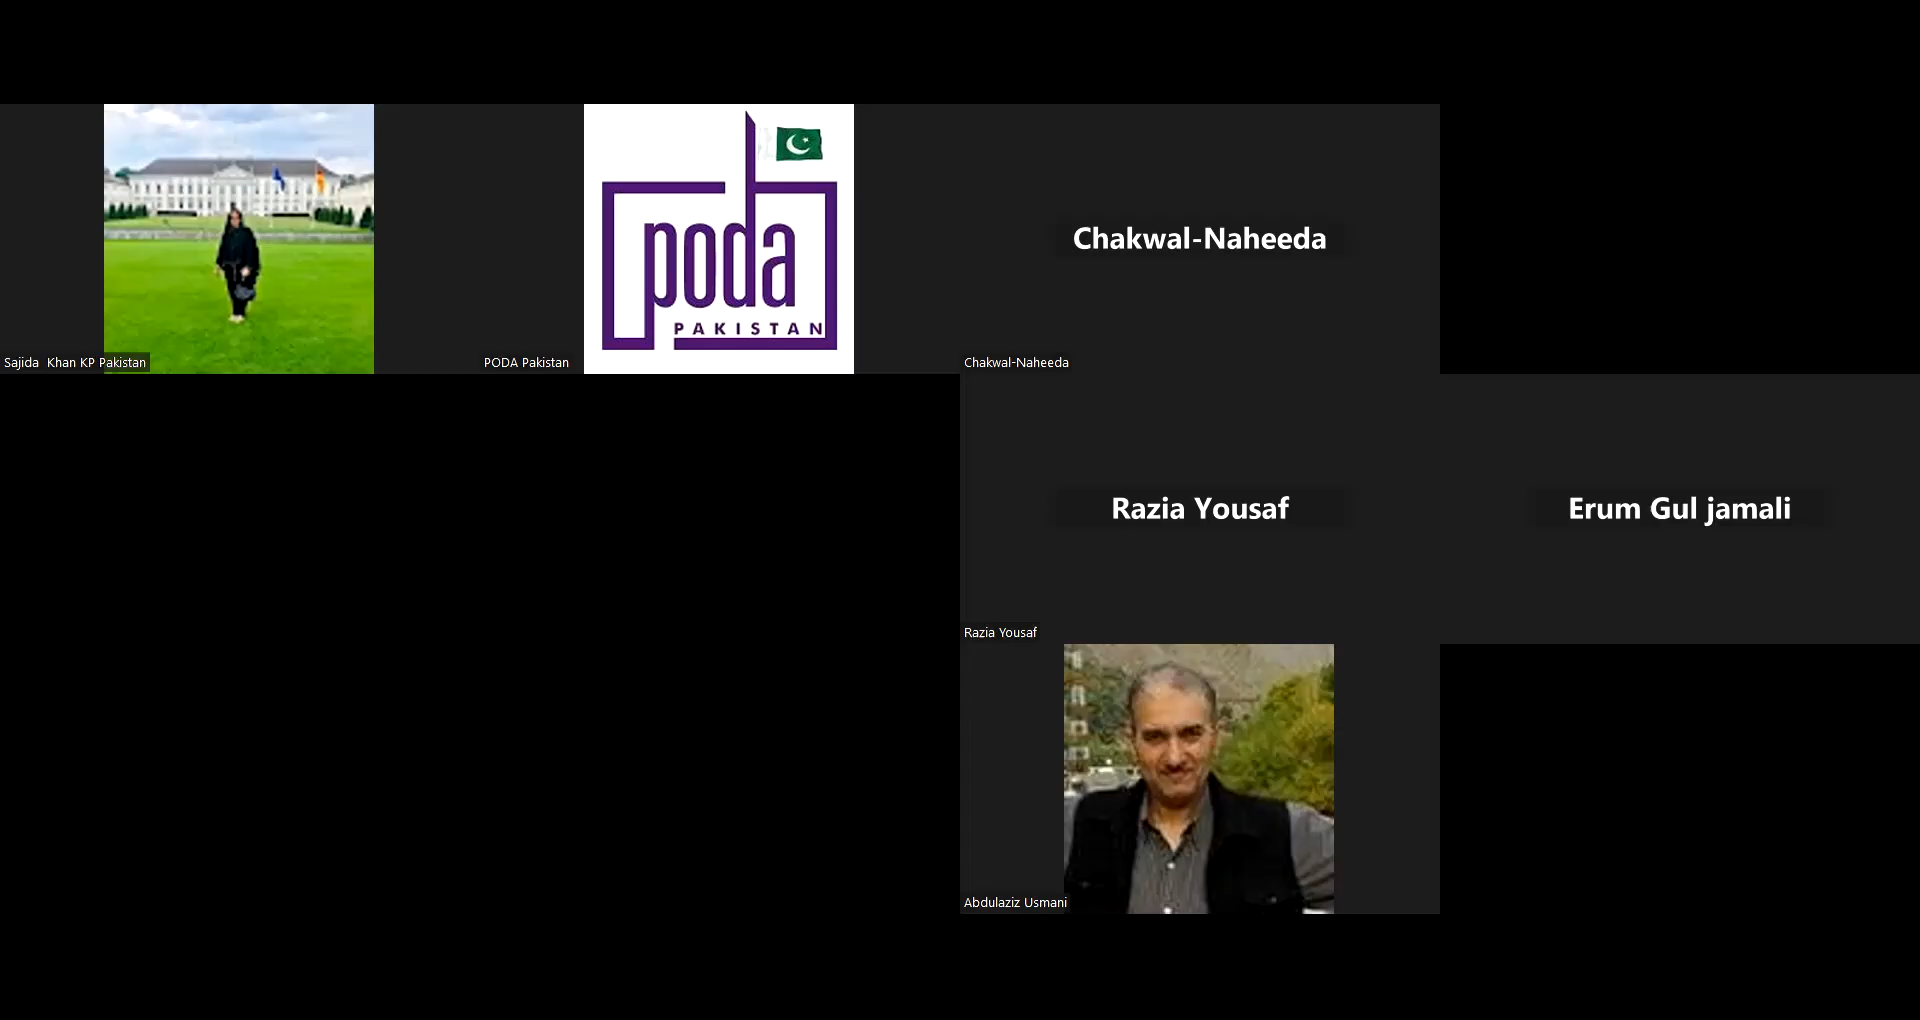 Sajida  Khan KP Pakistan
poda
PAKISTAN
PODA Pakistan
Chakwal-Naheeda
Chakwal-Naheeda
Razia Yousaf
Razia Yousaf
Erum Gul jamali
Abdulaziz Usmani